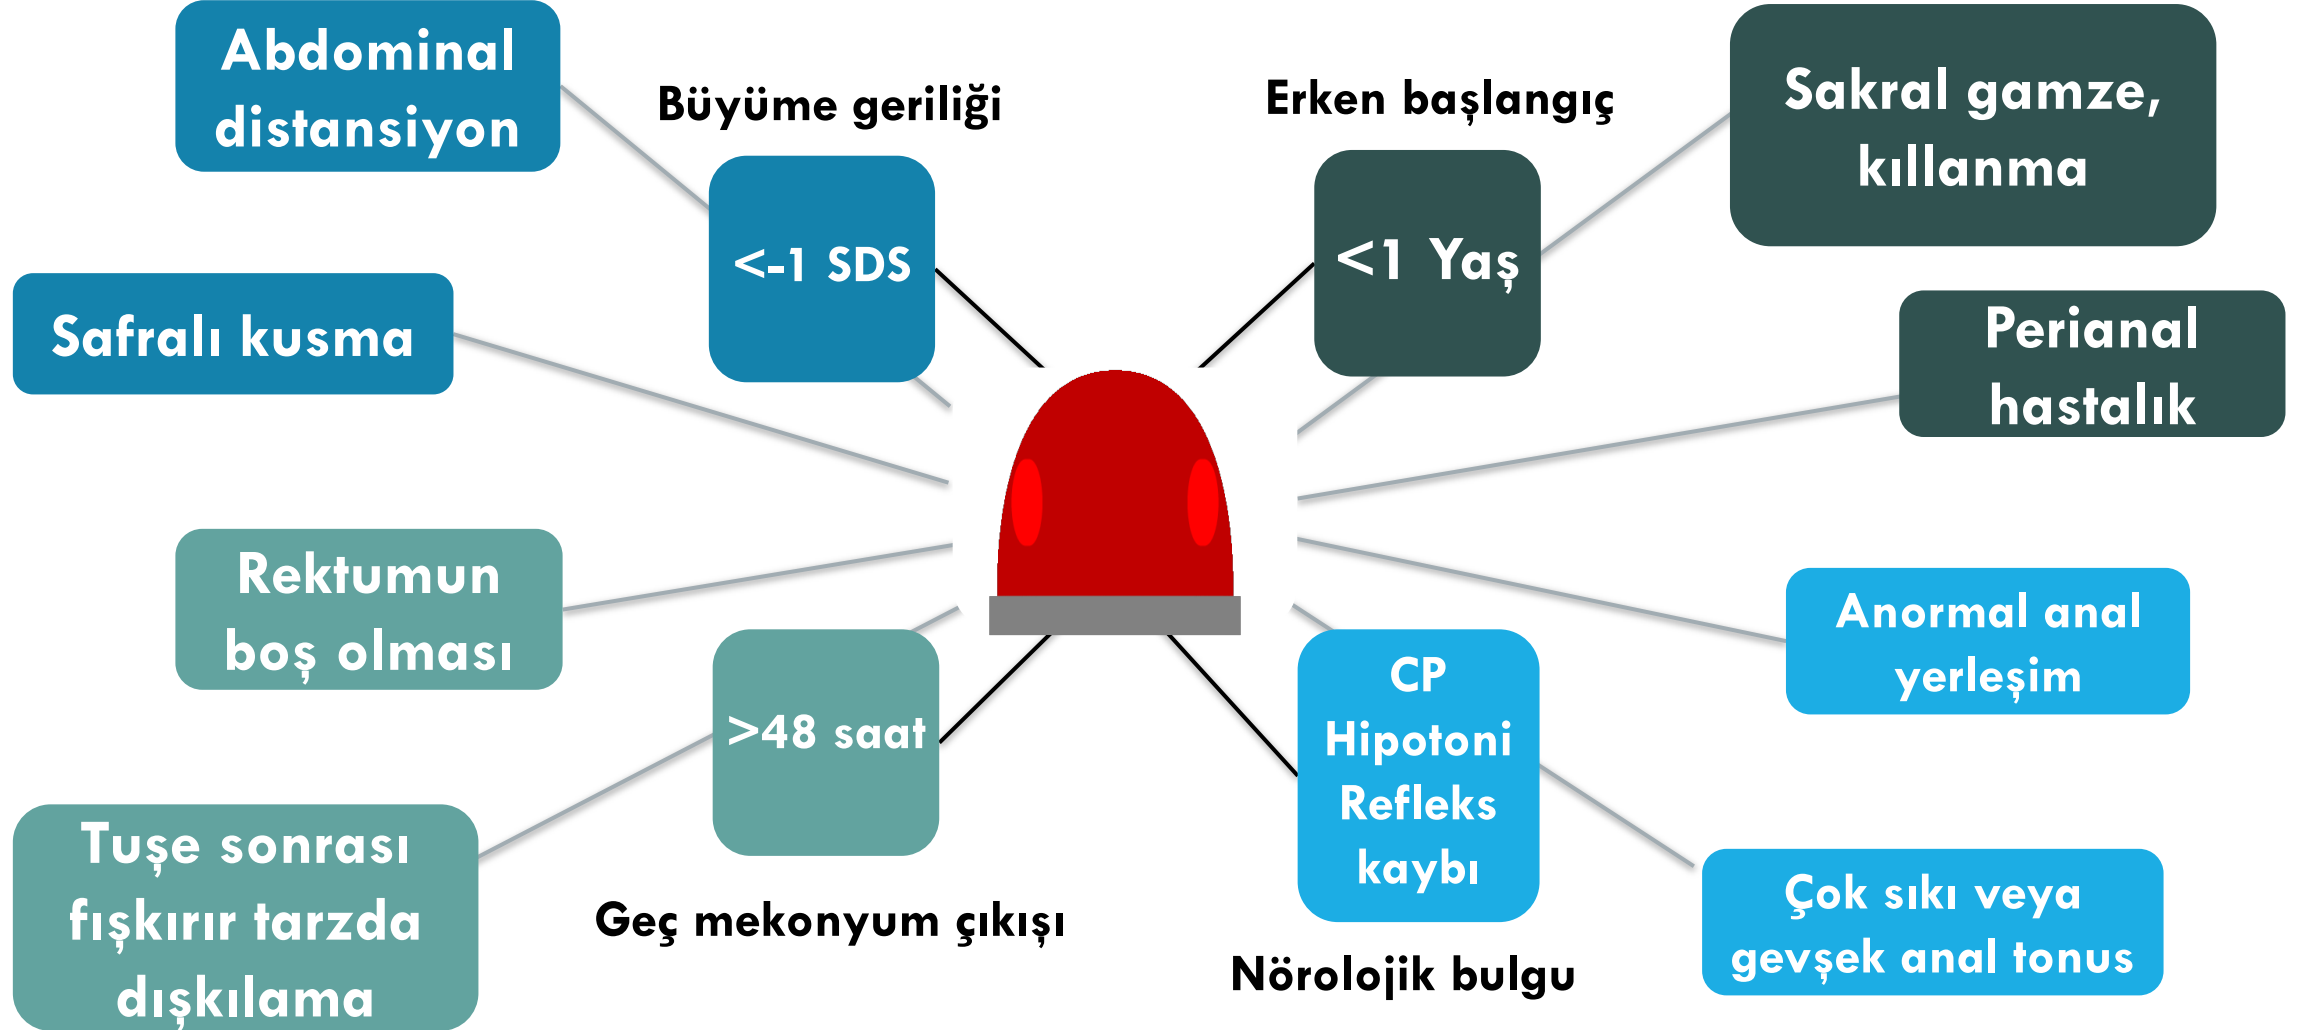 Abdominal
distansiyon
Büyüme geriliği
<-1 SDS
Safralı kusma
Erken başlangıç
<1 Yaş
Sakral gamze,
kıllanma
Perianal
hastalık
Rektumun
boş olması
>48 saat
Geç mekonyum çıkışı
Tuşe sonrası
fışkırır tarzda
dışkılama
CP
Hipotoni
Refleks
kaybı
Nörolojik bulgu
Anormal anal
yerleşim
Çok sıkı veya
gevşek anal tonus